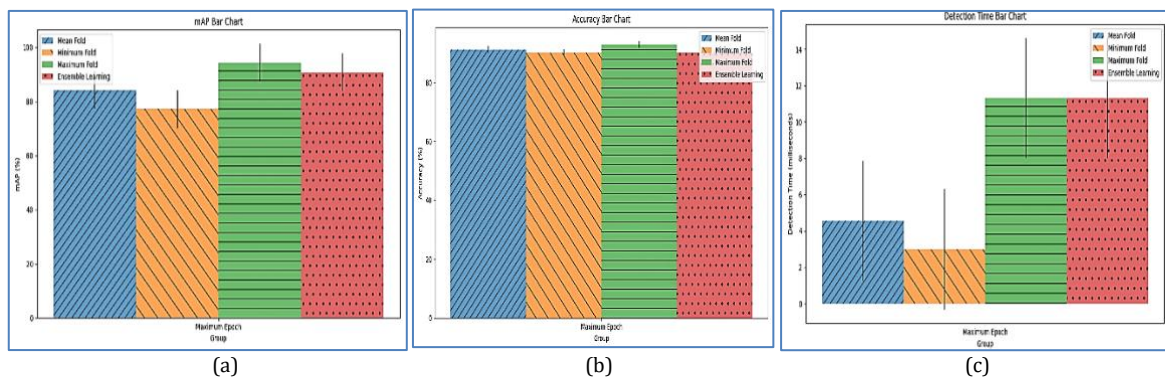 mAP Bar Chart
Mean Fold
Minimum Fold
Maximum Fold
Ensemble Learning
100
80
60
40
20
0
mAP (%)
Maximum Epoch
Group
(a)
Accuracy Bar Chart
Mean Fold
Minimum Fold
Maximum Fold
Ensemble Learning
80
60
40
20
0
Accuracy (%)
Maximum Epoch
Group
(b)
Detection Time Bar Chart
Mean Fold
Minimum Fold
Maximum Fold
Ensemble Learning
14
12
10
8
6
4
2
0
Detection Time (milliseconds)
Maximum Epoch
Group
(c)